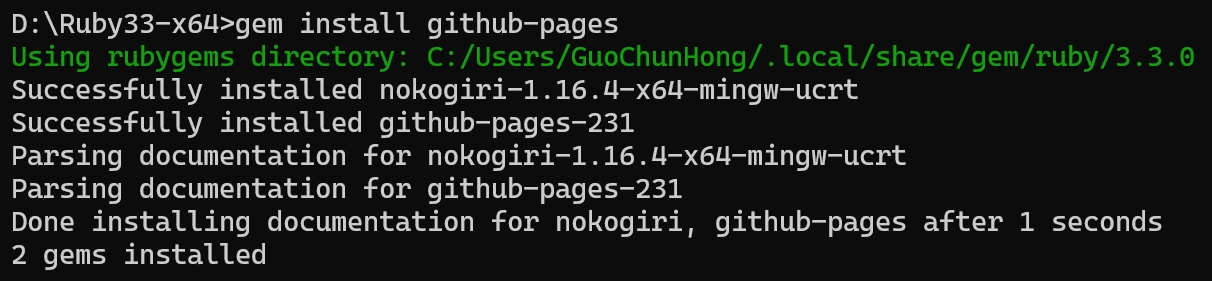 D:\Ruby33-x64>gem install github-pages
Using rubygems directory: C:/Users/GuoChunHong/.local/share/gem/ruby/3.3.0
Successfully installed nokogiri-1.16.4-x64-mingw-ucrt
Successfully installed github-pages-231
Parsing documentation for nokogiri-1.16.4-x64-mingw-ucrt
Parsing documentation for github-pages-231
Done installing documentation for nokogiri, github-pages after 1 seconds
2 gems installed